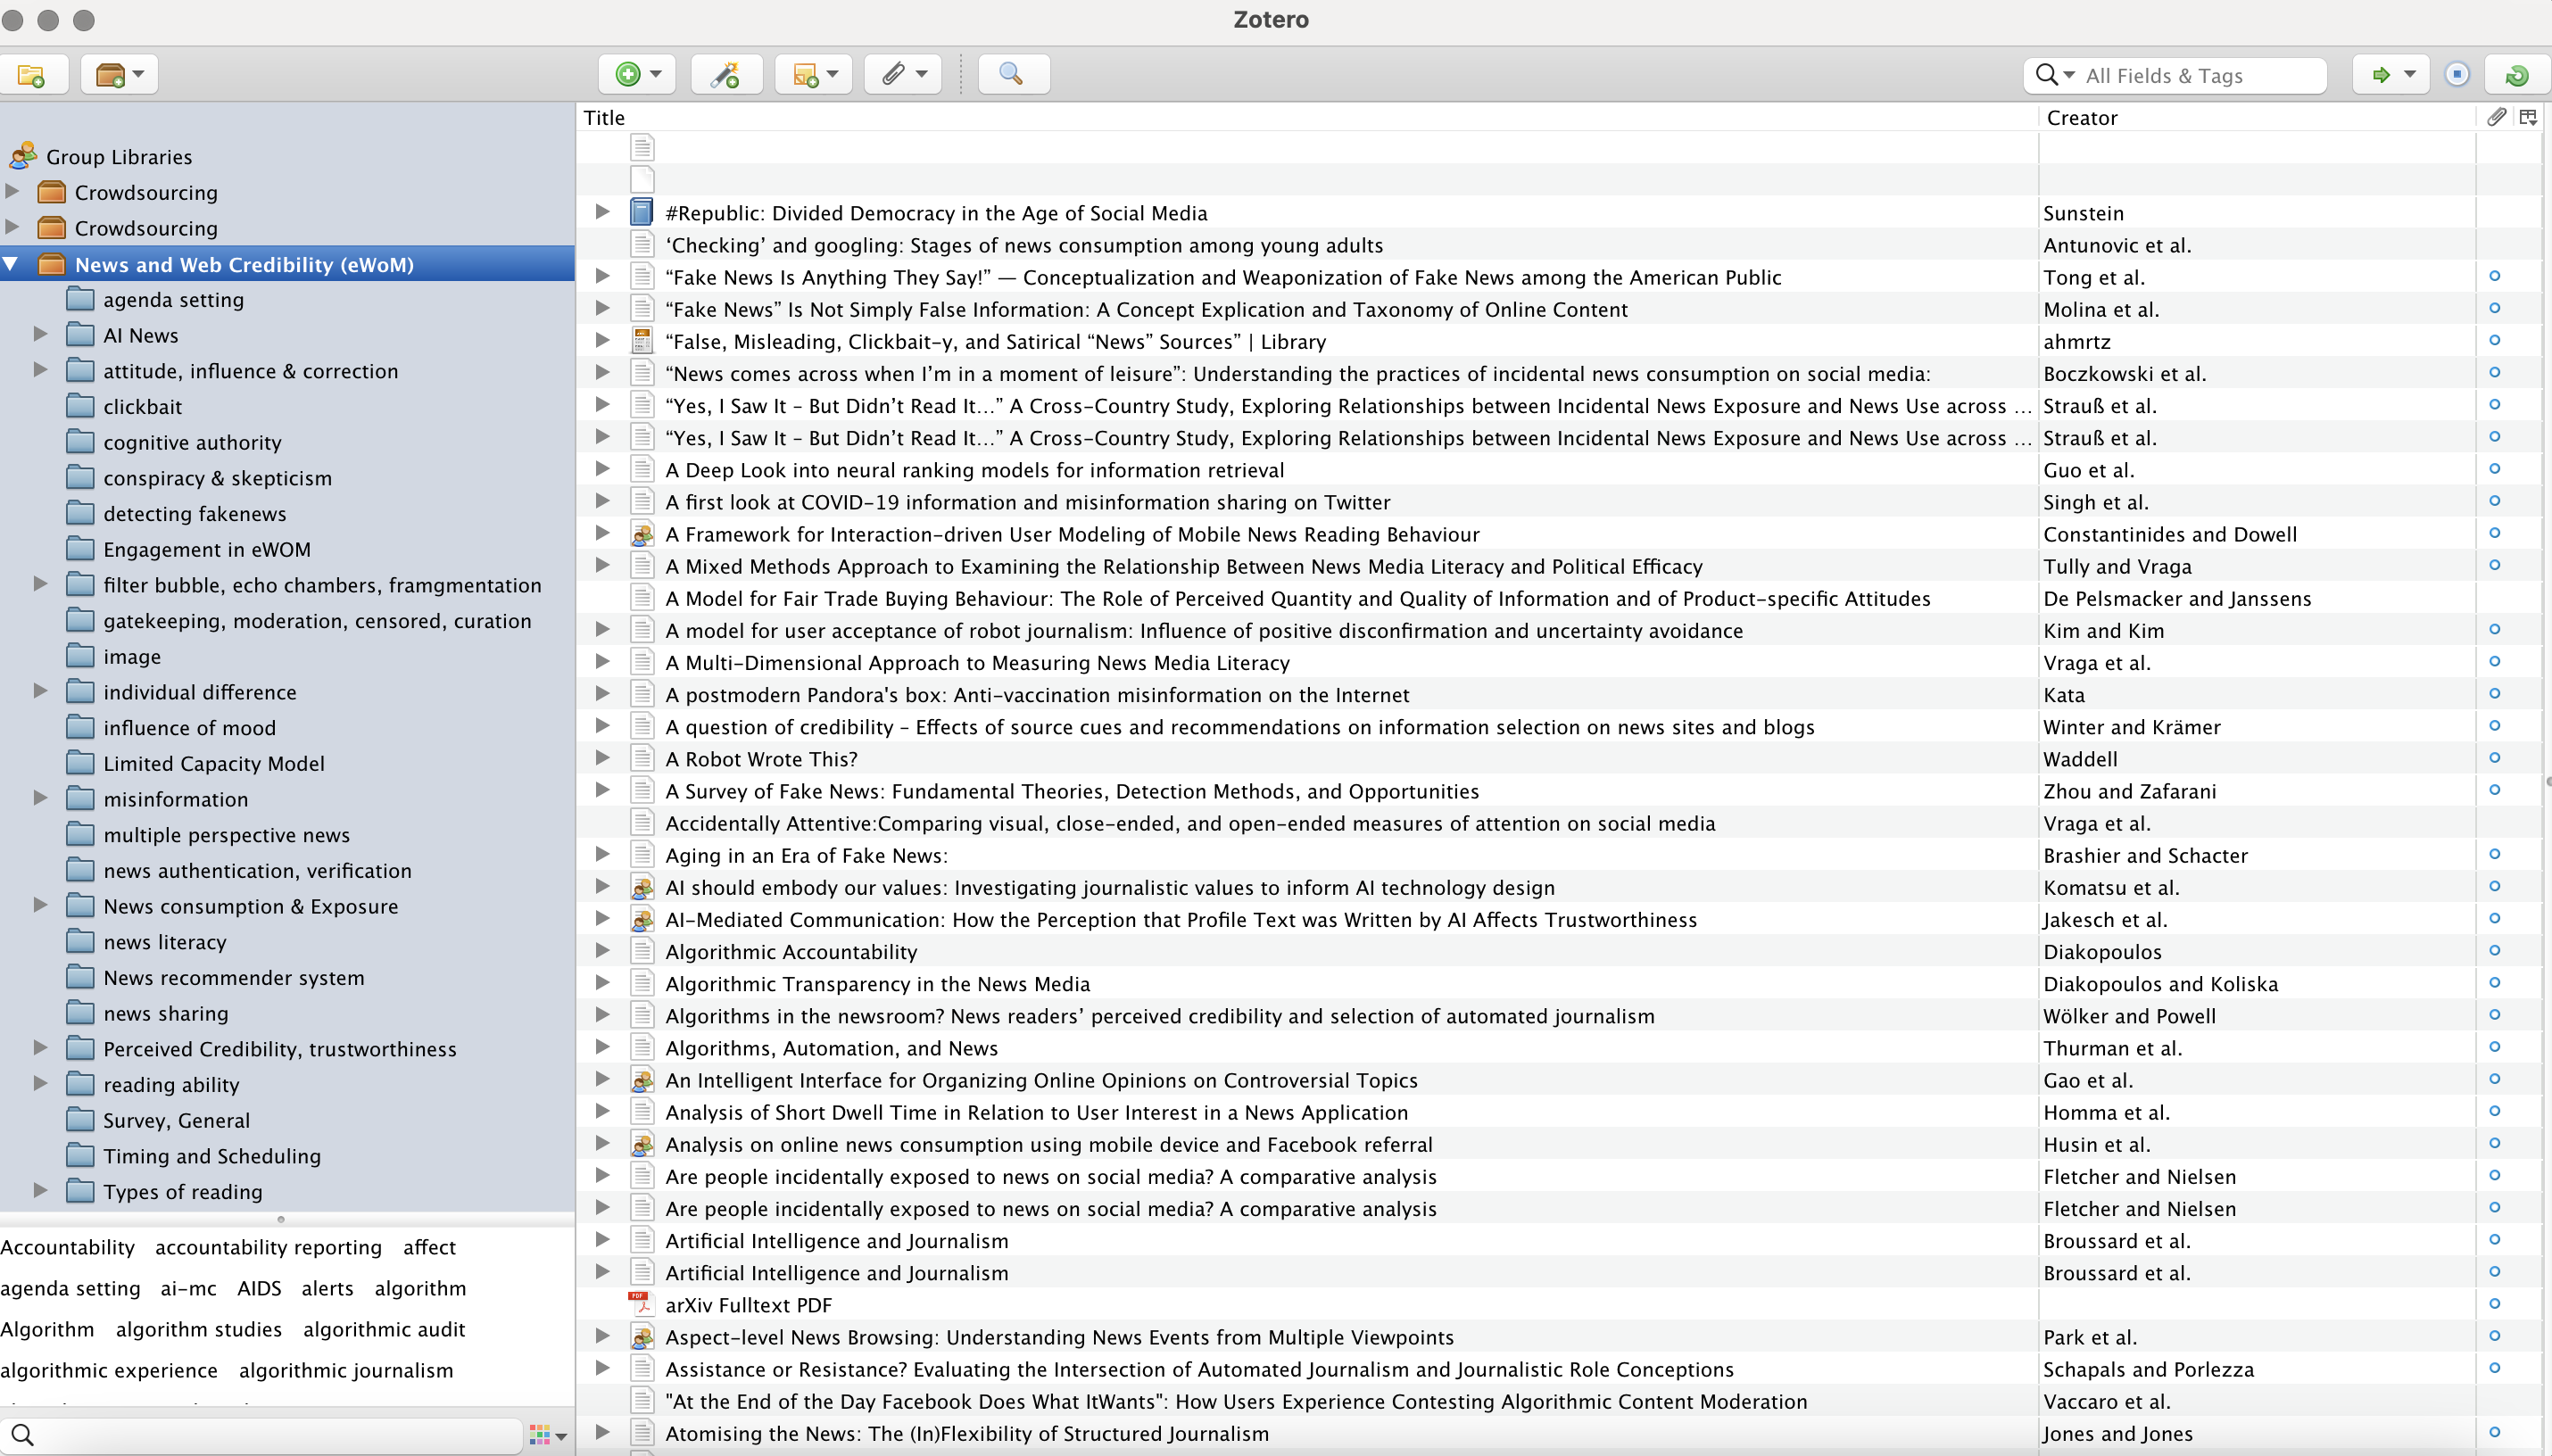 Zotero
All Fields & Tags
Group Libraries
Crowdsourcing
Crowdsourcing
News and Web Credibility (eWoM)
agenda setting
AI News
attitude, influence & correction
clickbait
cognitive authority
conspiracy & skepticism
detecting fakenews
Engagement in eWOM
filter bubble, echo chambers, framgmentation
gatekeeping, moderation, censored, curation
image
individual difference
influence of mood
Limited Capacity Model
misinformation
multiple perspective news
news authentication, verification
News consumption & Exposure
news literacy
News recommender system
news sharing
Perceived Credibility, trustworthiness
reading ability
Survey, General
Timing and Scheduling
Types of reading
Accountability accountability reporting affect
agenda setting ai-mc AIDS alerts algorithm
Algorithm algorithm studies algorithmic audit
algorithmic experience algorithmic journalism
Title Creator
#Republic: Divided Democracy in the Age of Social Media Sunstein
‘Checking’ and googling: Stages of news consumption among young adults Antunovic et al.
“Fake News Is Anything They Say!” — Conceptualization and Weaponization of Fake News among the American Public Tong et al.
“Fake News” Is Not Simply False Information: A Concept Explication and Taxonomy of Online Content Molina et al.
“False, Misleading, Clickbait-y, and Satirical “News” Sources” | Library ahmrtz
“News comes across when I’m in a moment of leisure”: Understanding the practices of incidental news consumption on social media: Boczkowski et al.
“Yes, I Saw It – But Didn’t Read It…” A Cross-Country Study, Exploring Relationships between Incidental News Exposure and News Use across ... Strauß et al.
“Yes, I Saw It – But Didn’t Read It…” A Cross-Country Study, Exploring Relationships between Incidental News Exposure and News Use across ... Strauß et al.
A Deep Look into neural ranking models for information retrieval Guo et al.
A first look at COVID-19 information and misinformation sharing on Twitter Singh et al.
A Framework for Interaction-driven User Modeling of Mobile News Reading Behaviour Constantinides and Dowell
A Mixed Methods Approach to Examining the Relationship Between News Media Literacy and Political Efficacy Tully and Vraga
A Model for Fair Trade Buying Behaviour: The Role of Perceived Quantity and Quality of Information and of Product-specific Attitudes De Pelsmacker and Janssens
A model for user acceptance of robot journalism: Influence of positive disconfirmation and uncertainty avoidance Kim and Kim
A Multi-Dimensional Approach to Measuring News Media Literacy Vraga et al.
A postmodern Pandora's box: Anti-vaccination misinformation on the Internet Kata
A question of credibility – Effects of source cues and recommendations on information selection on news sites and blogs Winter and Krämer
A Robot Wrote This? Waddell
A Survey of Fake News: Fundamental Theories, Detection Methods, and Opportunities Zhou and Zafarani
Accidentally Attentive:Comparing visual, close-ended, and open-ended measures of attention on social media Vraga et al.
Aging in an Era of Fake News: Brashier and Schacter
AI should embody our values: Investigating journalistic values to inform AI technology design Komatsu et al.
AI-Mediated Communication: How the Perception that Profile Text was Written by AI Affects Trustworthiness Jakesch et al.
Algorithmic Accountability Diakopoulos
Algorithmic Transparency in the News Media Diakopoulos and Koliska
Algorithms in the newsroom? News readers’ perceived credibility and selection of automated journalism Wölker and Powell
Algorithms, Automation, and News Thurman et al.
An Intelligent Interface for Organizing Online Opinions on Controversial Topics Gao et al.
Analysis of Short Dwell Time in Relation to User Interest in a News Application Homma et al.
Analysis on online news consumption using mobile device and Facebook referral Husin et al.
Are people incidentally exposed to news on social media? A comparative analysis Fletcher and Nielsen
Are people incidentally exposed to news on social media? A comparative analysis Fletcher and Nielsen
Artificial Intelligence and Journalism Broussard et al.
Artificial Intelligence and Journalism Broussard et al.
PDF arXiv Fulltext PDF
Aspect-level News Browsing: Understanding News Events from Multiple Viewpoints Park et al.
Assistance or Resistance? Evaluating the Intersection of Automated Journalism and Journalistic Role Conceptions Schapals and Porlezza
"At the End of the Day Facebook Does What ItWants": How Users Experience Contesting Algorithmic Content Moderation Vaccaro et al.
Atomising the News: The (In)Flexibility of Structured Journalism Jones and Jones